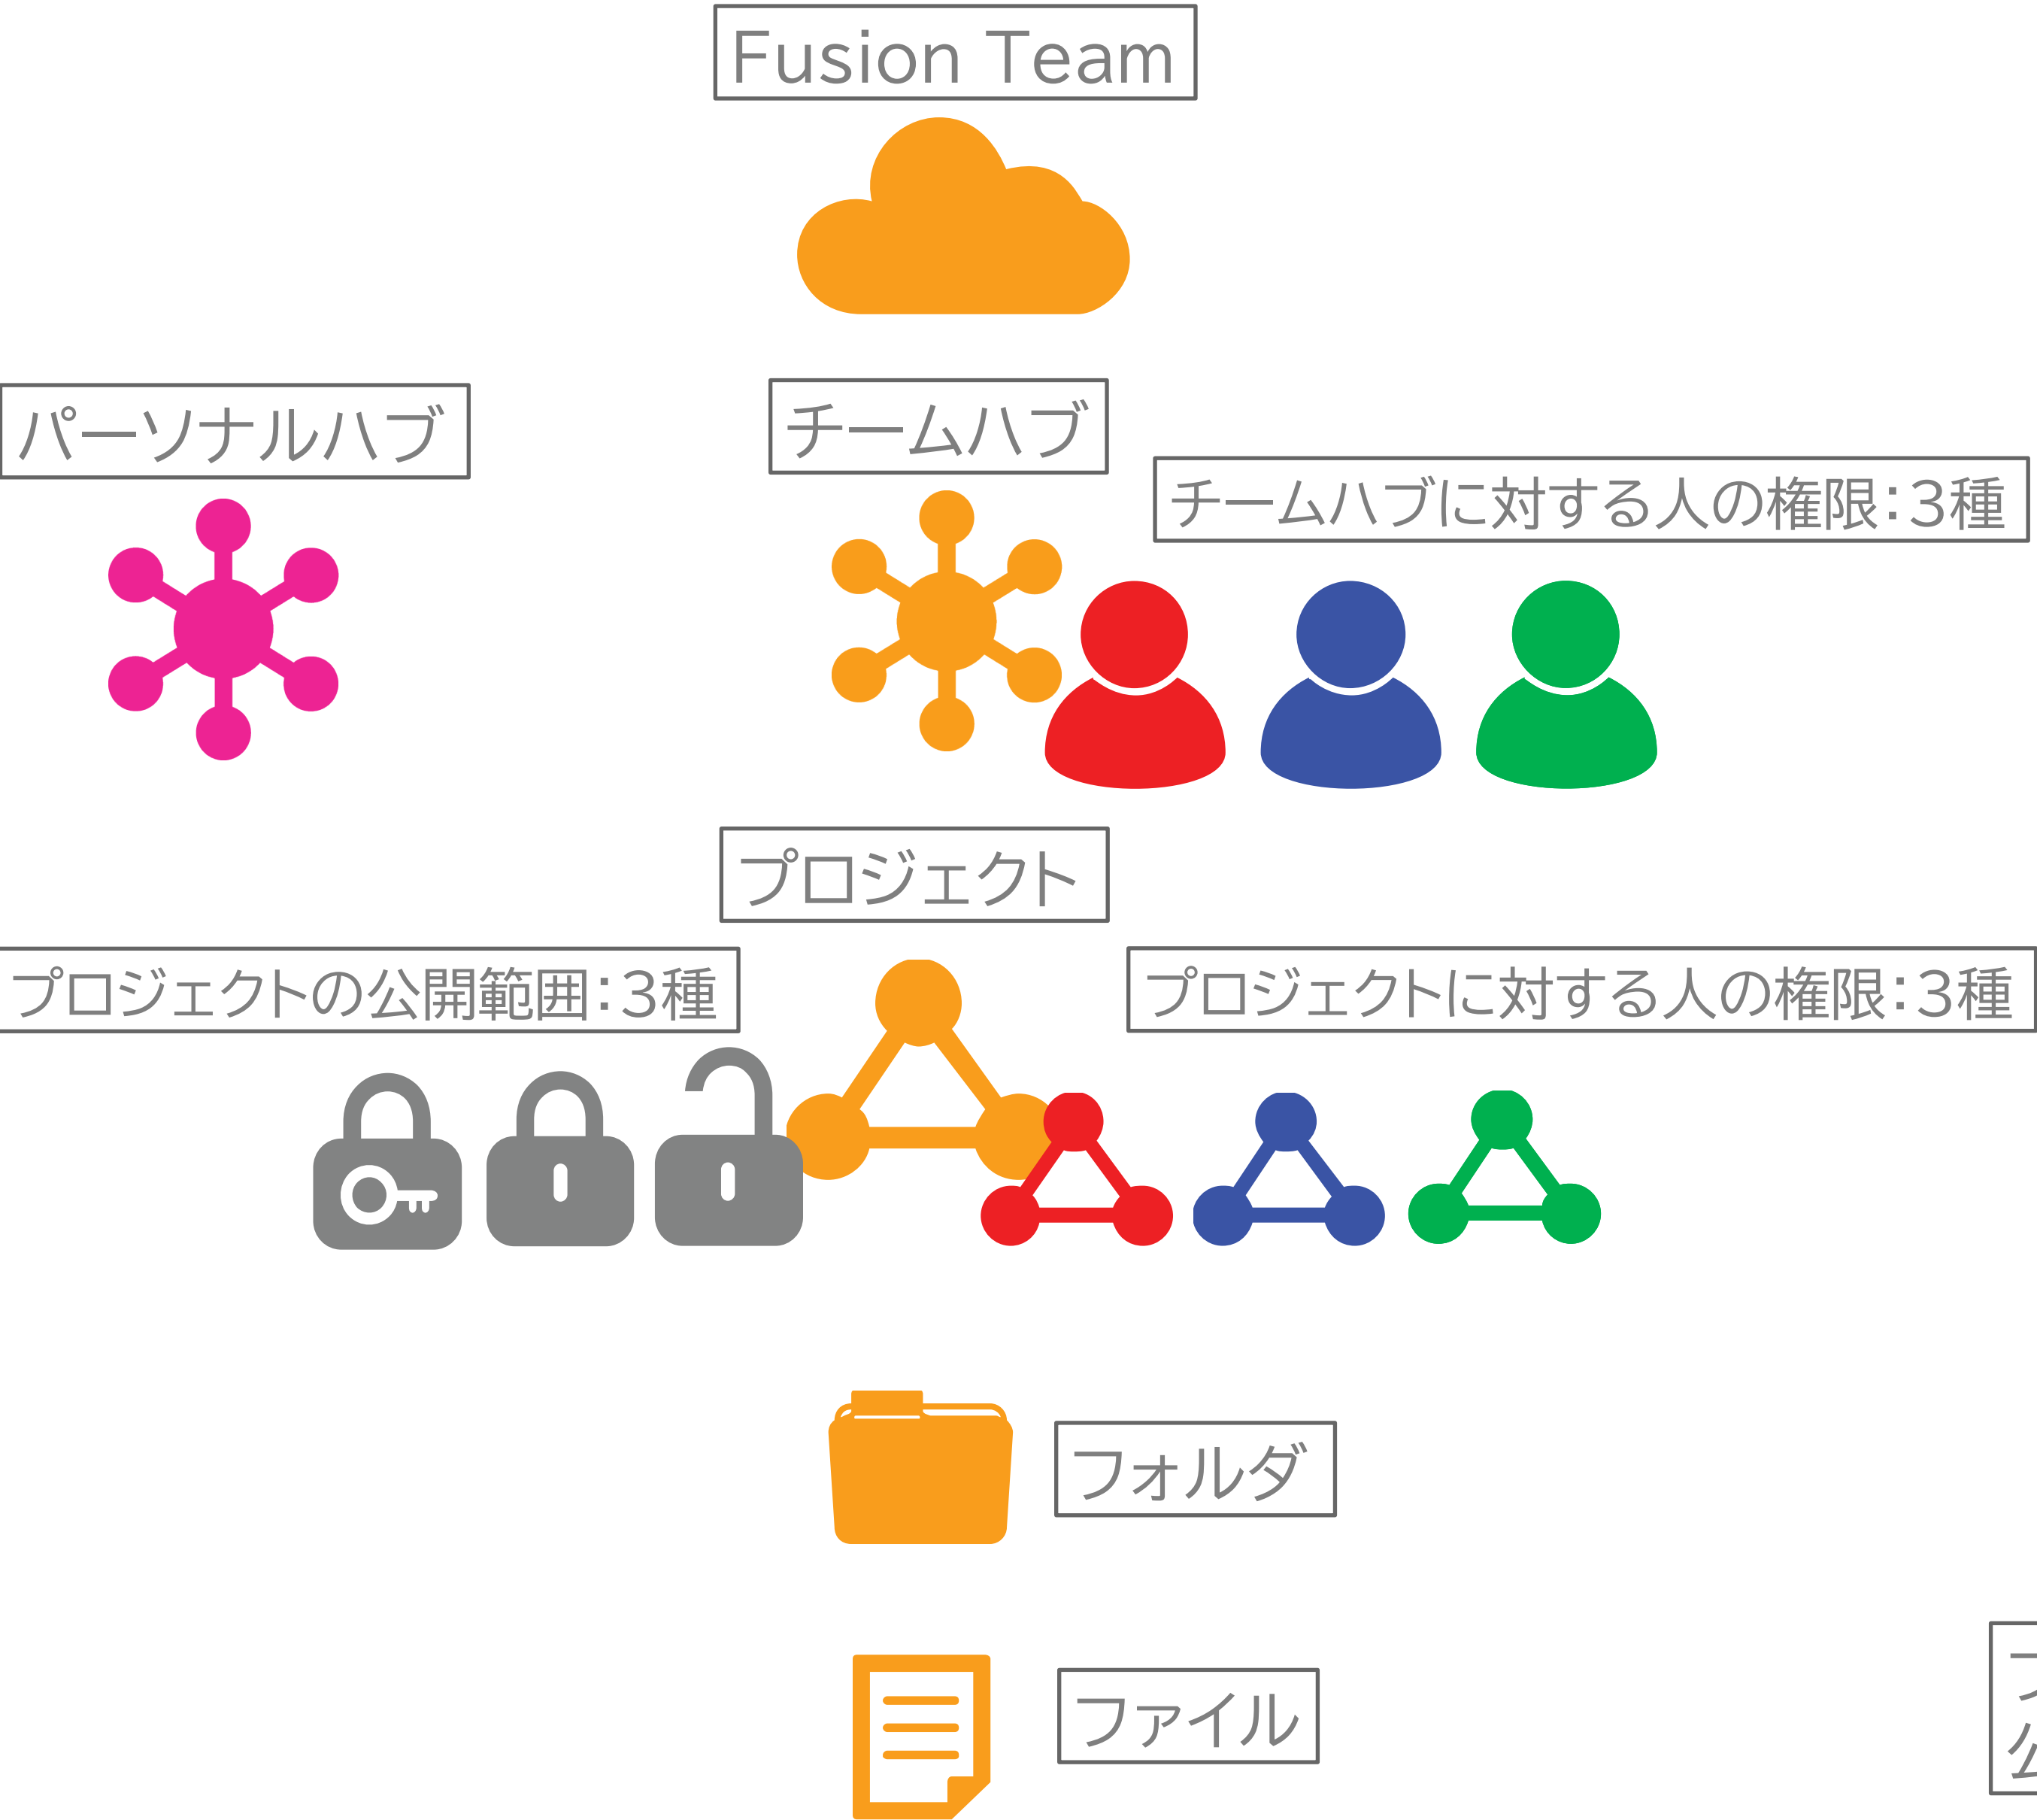 Fusion Team
パーソナルハブ
チームハブ
チームハブに対する人の権限：3種
プロジェクト
プロジェクトの公開範囲：3種
プロジェクトに対する人の権限：3種
フォルダ
ファイル